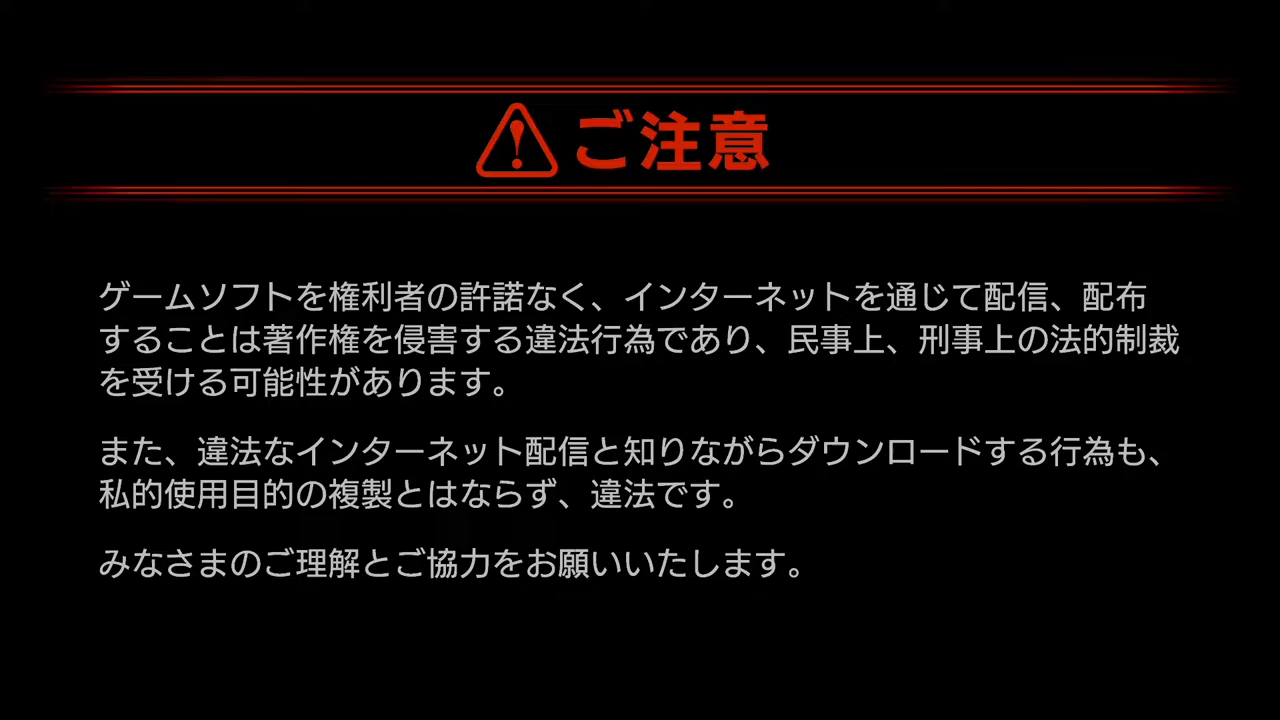 ご注意
ゲームソフトを権利者の許諾なく、インターネットを通じて配信、配布
することは著作権を侵害する違法行為であり、民事上、刑事上の法的制裁
を受ける可能性があります。
また、違法なインターネット配信と知りながらダウンロードする行為も、
私的使用目的の複製とはならず、違法です。
みなさまのご理解とご協力をお願いいたします。